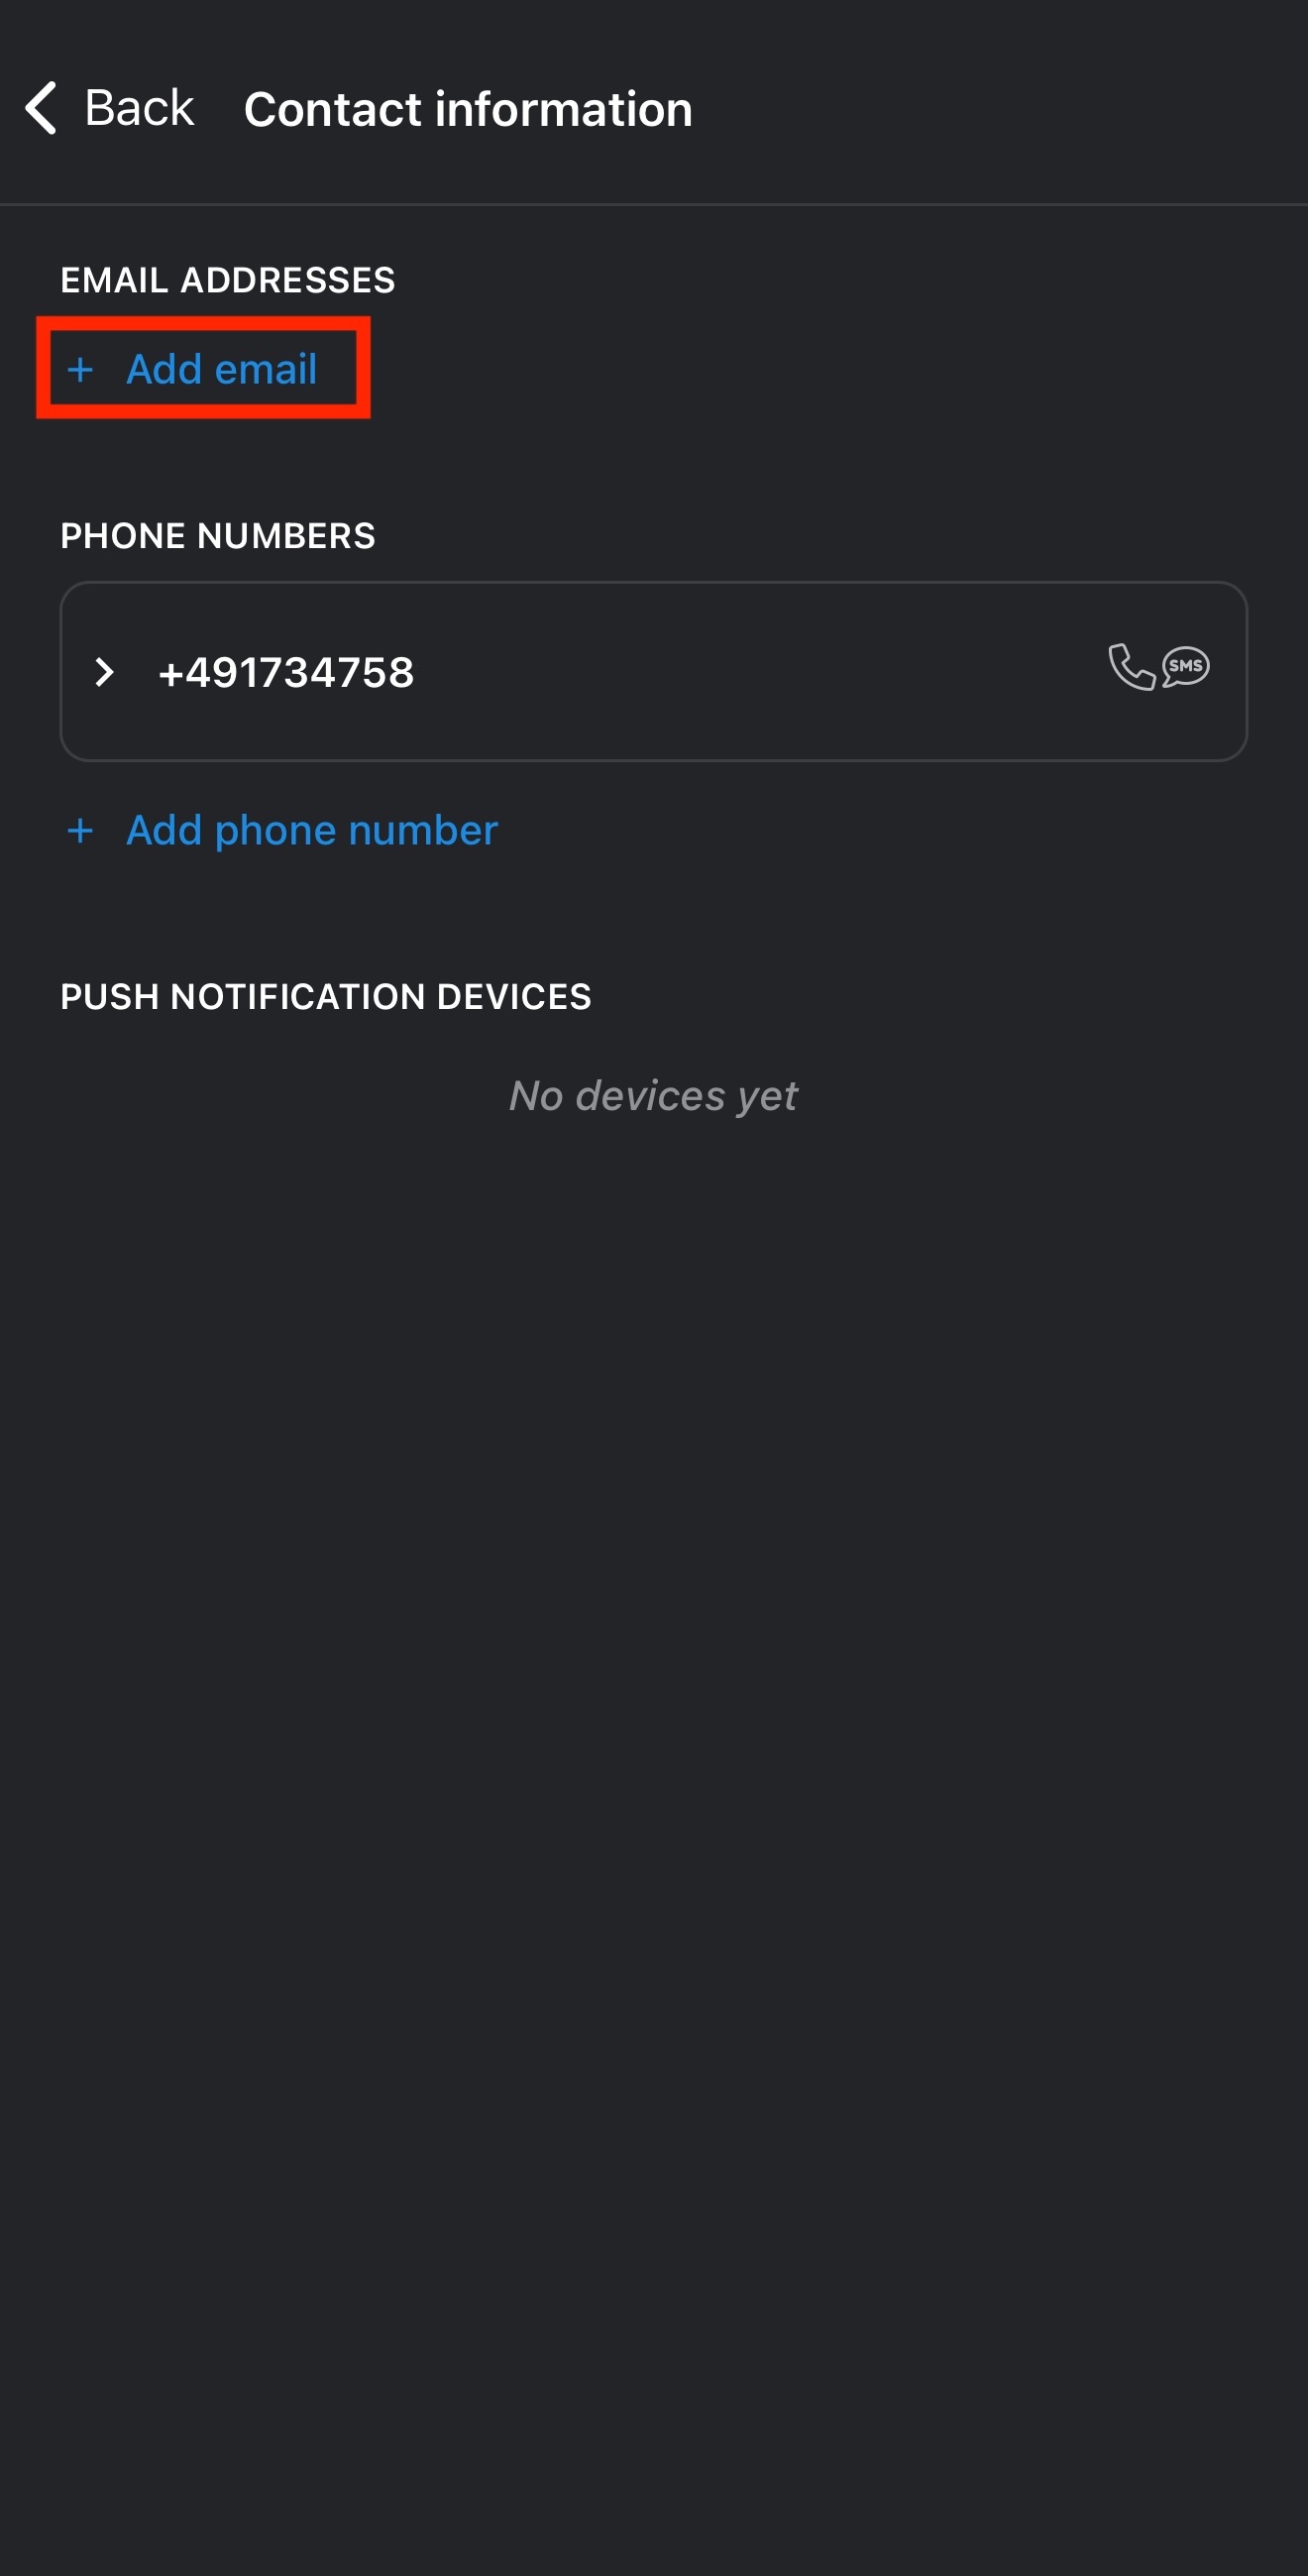 Back Contact information
EMAIL ADDRESSES
+ Add email
PHONE NUMBERS
+491734758
SMS
+ Add phone number
PUSH NOTIFICATION DEVICES
No devices yet